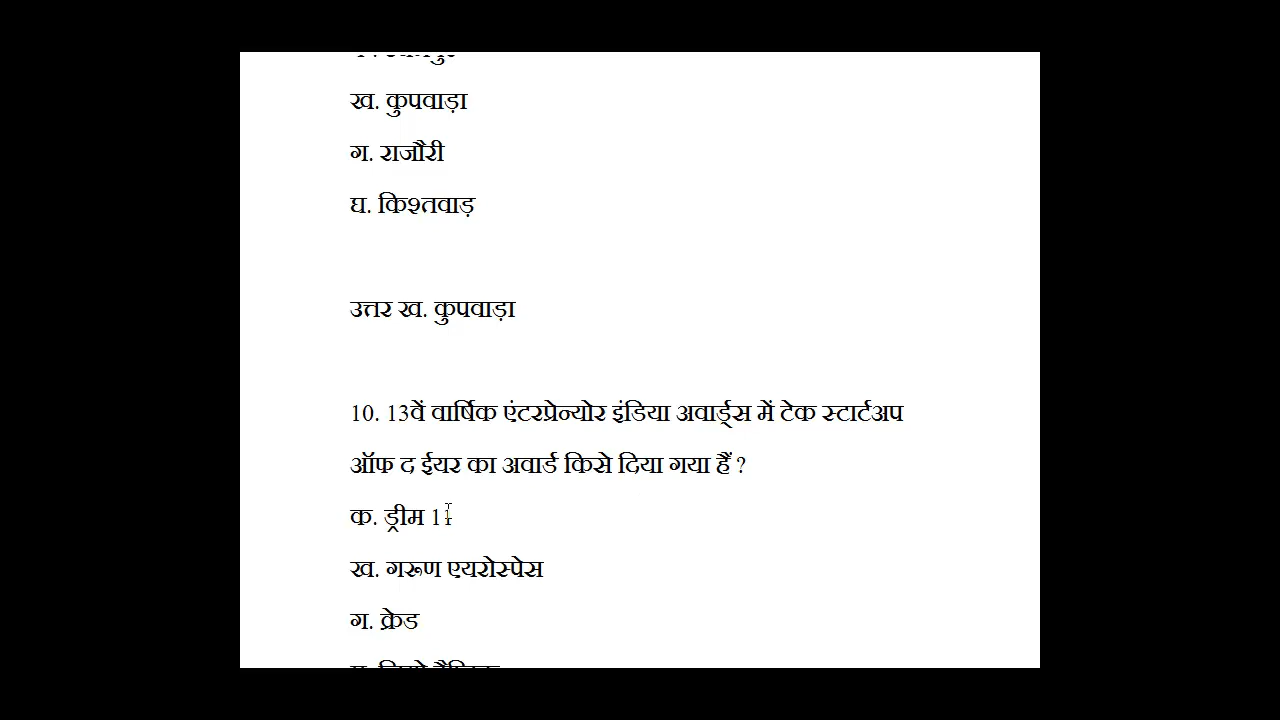 ख. कुपवाड़ा
ग. राजौरी
घ. किश्तवाड़
उत्तर ख. कुपवाड़ा
10. 13वें वार्षिक एंटरप्रेन्योर इंडिया अवार्ड्स में टेक स्टार्टअप
ऑफ द ईयर का अवार्ड किसे दिया गया हैं ?
क. ड्रीम 11
ख. गरूण एयरोस्पेस
ग. क्रेड